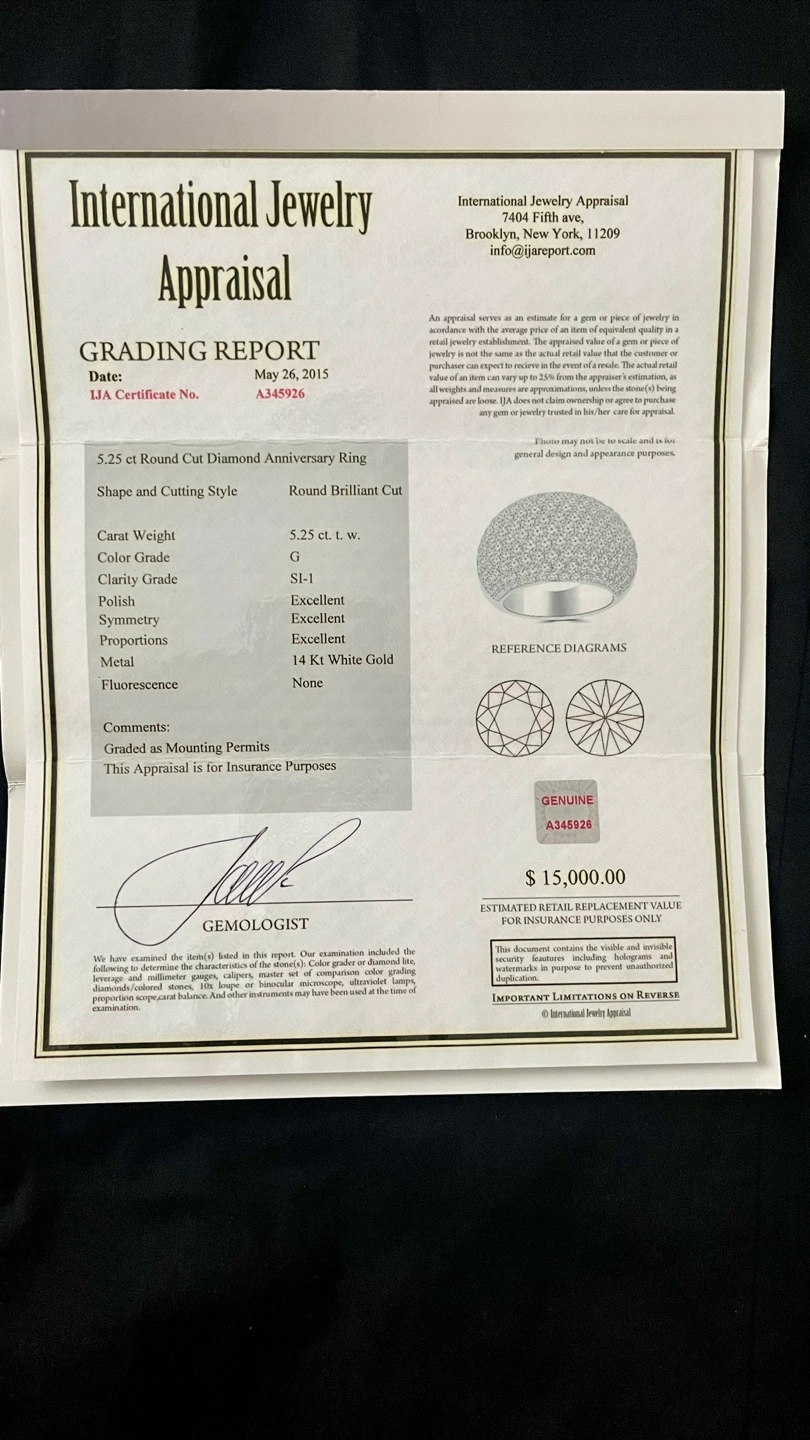 International Jewelry
Appraisal
GRADING REPORT
Date: May 26, 2015
IJA Certificate No. A345926
International Jewelry Appraisal
7404 Fifth ave,
Brooklyn, New York, 11209
info@ijareport.com
An appraisal serves as an estimate for a gem or piece of jewelry in
acordance with the average price of an item of equivalent quality in a
retail jewelry establishment. The appraised value of a gem or piece of
jewelry is not the same as the actual retail value that the customer or
purchaser can expect to recieve in the event of a resale. The actual retail
value of an item can vary up to 25% from the appraiser's estimation, as
all weights and measures are approximations, unless the stone(s) being
appraised are loose. IJA does not claim ownership or agree to purchase
any gem or jewelry trusted in his/her care for appraisal.
Photo may not be to scale and is for
general design and appearance purposes.
5.25 ct Round Cut Diamond Anniversary Ring
Shape and Cutting Style Round Brilliant Cut
Carat Weight 5.25 ct. t. w.
Color Grade G
Clarity Grade SI-1
Polish Excellent
Symmetry Excellent
Proportions Excellent
Metal 14 Kt White Gold
Fluorescence None
Comments:
Graded as Mounting Permits
This Appraisal is for Insurance Purposes
REFERENCE DIAGRAMS
GENUINE
A345926
$ 15,000.00
ESTIMATED RETAIL REPLACEMENT VALUE
FOR INSURANCE PURPOSES ONLY
GEMOLOGIST
We have examined the item(s) listed in this report. Our examination included the
following to determine the characteristics of the stone(s): Color grader or diamond lite,
leverage and millimeter gauges, calipers, master set of comparison color grading
diamonds/colored stones, 10x loupe or binocular microscope, ultraviolet lamps,
proportion scope,carat balance. And other instruments may have been used at the time of
examination.
This document contains the visible and invisible
security feautures including holograms and
watermarks in purpose to prevent unauthorized
duplication.
IMPORTANT LIMITATIONS ON REVERSE
© International Jewelry Appraisal